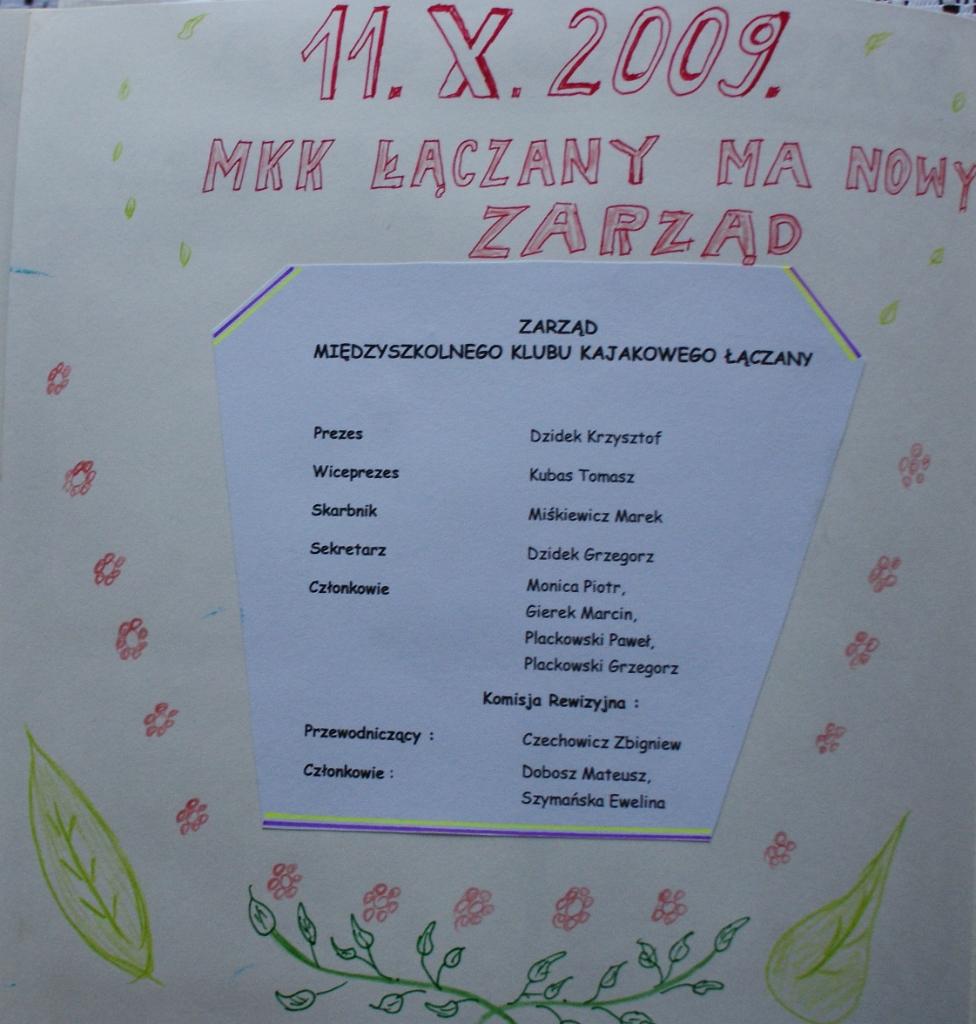 11. X. 2009.
MKK ŁĄCZANY MA NOWY
ZARZĄD
ZARZĄD
MIĘDZYSZKOLNEGO KLUBU KAJAKOWEGO ŁĄCZANY
Prezes Dzidek Krzysztof
Wiceprezes Kubas Tomasz
Skarbnik Miśkiewicz Marek
Sekretarz Dzidek Grzegorz
Członkowie Monica Piotr,
Gierek Marcin,
Plackowski Paweł,
Plackowski Grzegorz
Komisja Rewizyjna :
Przewodniczący : Czechowicz Zbigniew
Członkowie : Dobosz Mateusz,
Szymańska Ewelina